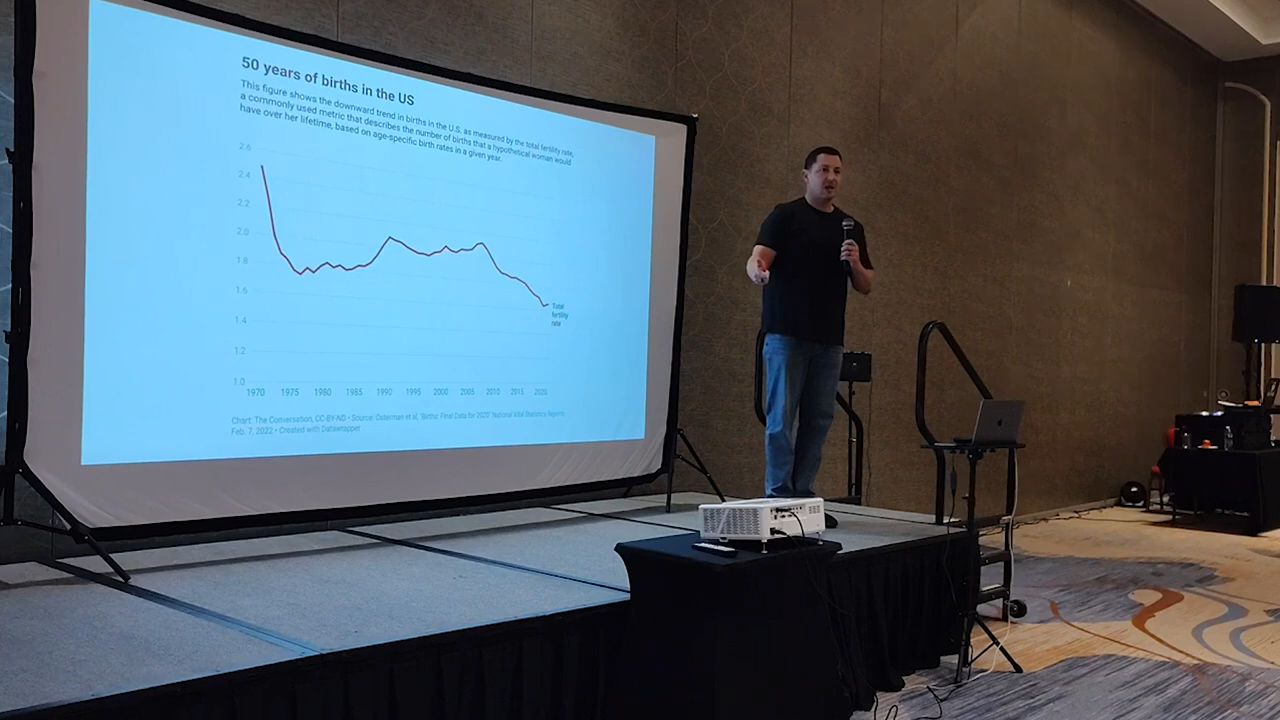 50 years of births in the US
This figure shows the downward trend in births in the U.S. as measured by the total fertility rate,
a commonly used metric that describes the number of births that a hypothetical woman would
have over her lifetime, based on age-specific birth rates in a given year.
2.6
2.4
2.2
2.0
1.8
1.6
1.4
1.2
1.0
Total
fertility
rate
1970 1975 1980 1985 1990 1995 2000 2005 2010 2015 2020
Chart: The Conversation, CC-BY-ND • Source: Osterman et al, "Births: Final Data for 2020" National Vital Statistics Reports,
Feb. 7, 2022 • Created with Datawrapper